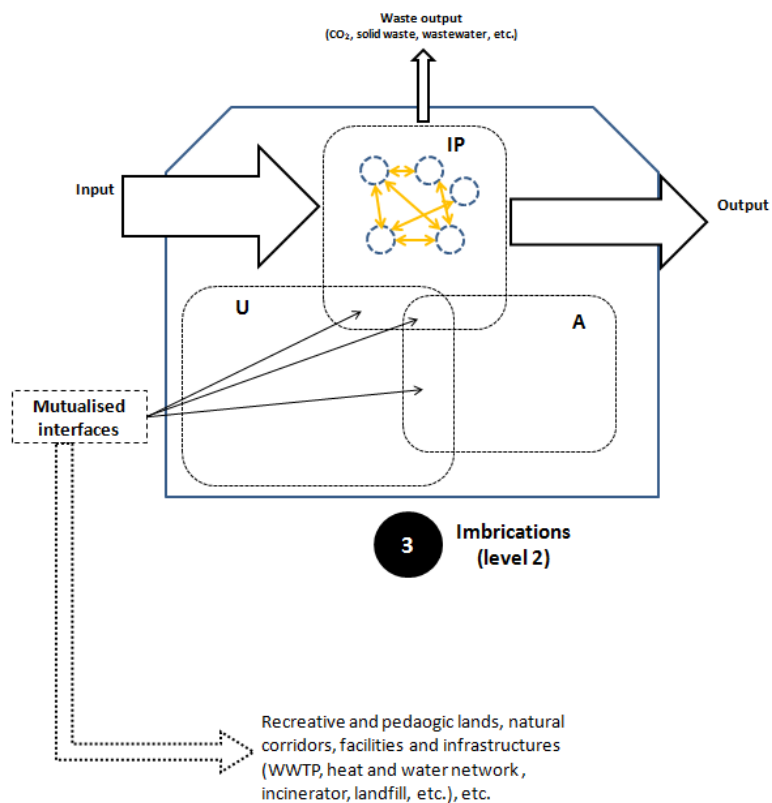 Waste output
(CO₂, solid waste, wastewater, etc.)
IP
Input
Output
U
A
Mutualised
interfaces
3
Imbrications
(level 2)
Recreative and pedaogic lands, natural
corridors, facilities and infrastructures
(WWTP, heat and water network ,
incinerator, landfill, etc.), etc.